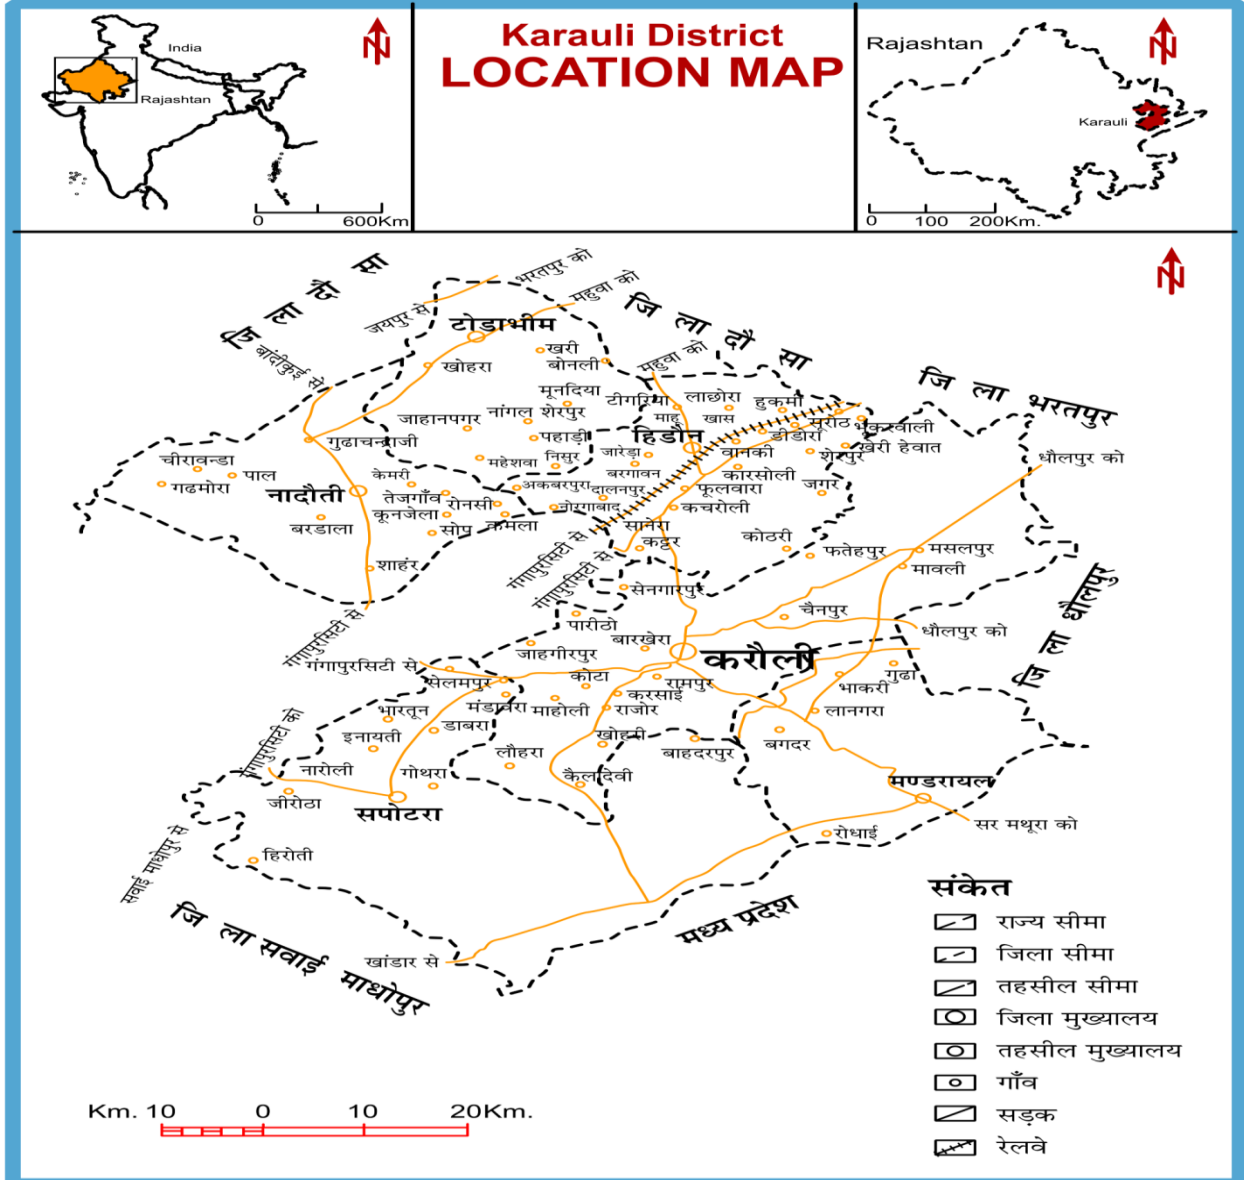 India
Rajashtan
600Km
0
N
Karauli District
LOCATION MAP
Rajashtan
N
Karauli
0 100 200Km.
N
जिला दौसा
जयपुर से
भरतपुर को
महुवा को
जिला दौसा
टोडाभीम
बांदीकुई से
खोहरा
खरी
बोनली
महुवा को
जिला भरतपुर
मूनदिया
टीगरिया
लाछोरा
हुकमी
जाहानपगर
नांगल शेरपुर
माहू
खास
सूरोठ
भुकरवाली
गुढाचन्द्राजी
पहाड़ी
हिंडौन
डीडोरा
खेरी हेवात
चीरावन्डा
पाल
केमरी
महेशवा
निसुर
जारेड़ा
वानकी
शेरपुर
धौलपुर को
गढमोरा
नादौती
तेजगाँव
रोनसी
अकबरपुरा
बरगावन
दालनपुर
कारसोली
फूलवारा
जगर
बरडाला
कूनजेला
सोप
कमला
नोरगाबाद
कचरोली
सानेरा
कट्टर
कोठरी
फतेहपुर
मसलपुर
मावली
शाहंर
गंगापुरसिटी से
गंगापुरसिटी से
गंगापुरसिटी से
सेनगारपुर
जिला धौलपुर
पारीठो
चैनपुर
धौलपुर को
जाहगीरपुर
बारखेरा
करौली
गंगापुरसिटी से
सेलमपुर
कोटा
रामपुर
गुढा
भाकरी
मंडावरा
माहोली
करसाई
राजोर
लानगरा
भारतून
डाबरा
इनायती
खोहरी
बाहदरपुर
बगदर
गंगापुरसिटी को
नारोली
गोथरा
लौहरा
कैलादेवी
मण्डरायल
जीरोठा
सपोटरा
सर मथूरा को
रोधाई
सवाई माधोपुर से
हिरोती
जिला सवाई माधोपुर
मध्य प्रदेश
खांडार से
संकेत
राज्य सीमा
जिला सीमा
तहसील सीमा
जिला मुख्यालय
तहसील मुख्यालय
गाँव
सड़क
रेलवे
Km. 10 0 10 20Km.